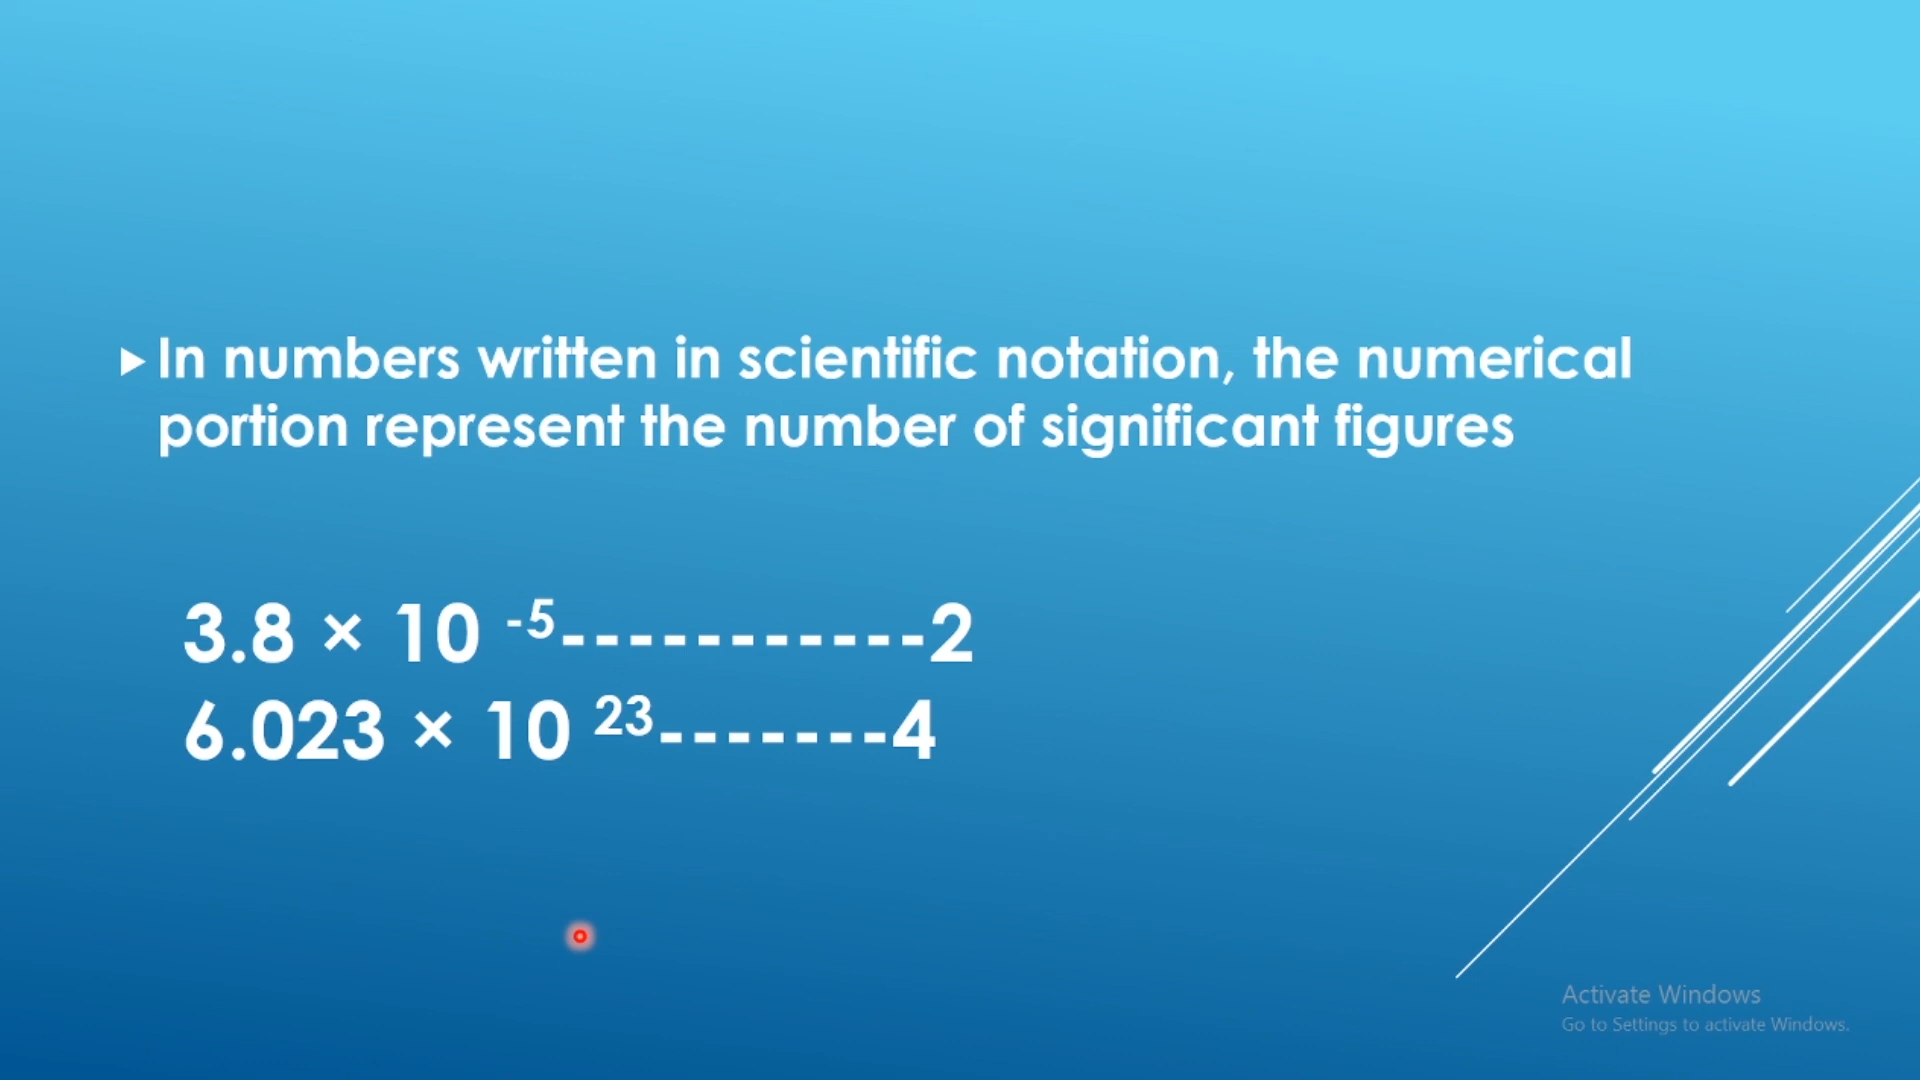 In numbers written in scientific notation, the numerical
portion represent the number of significant figures
3.8 × 10 -5-----------2
6.023 × 10 23-------4
Activate Windows
Go to Settings to activate Windows.